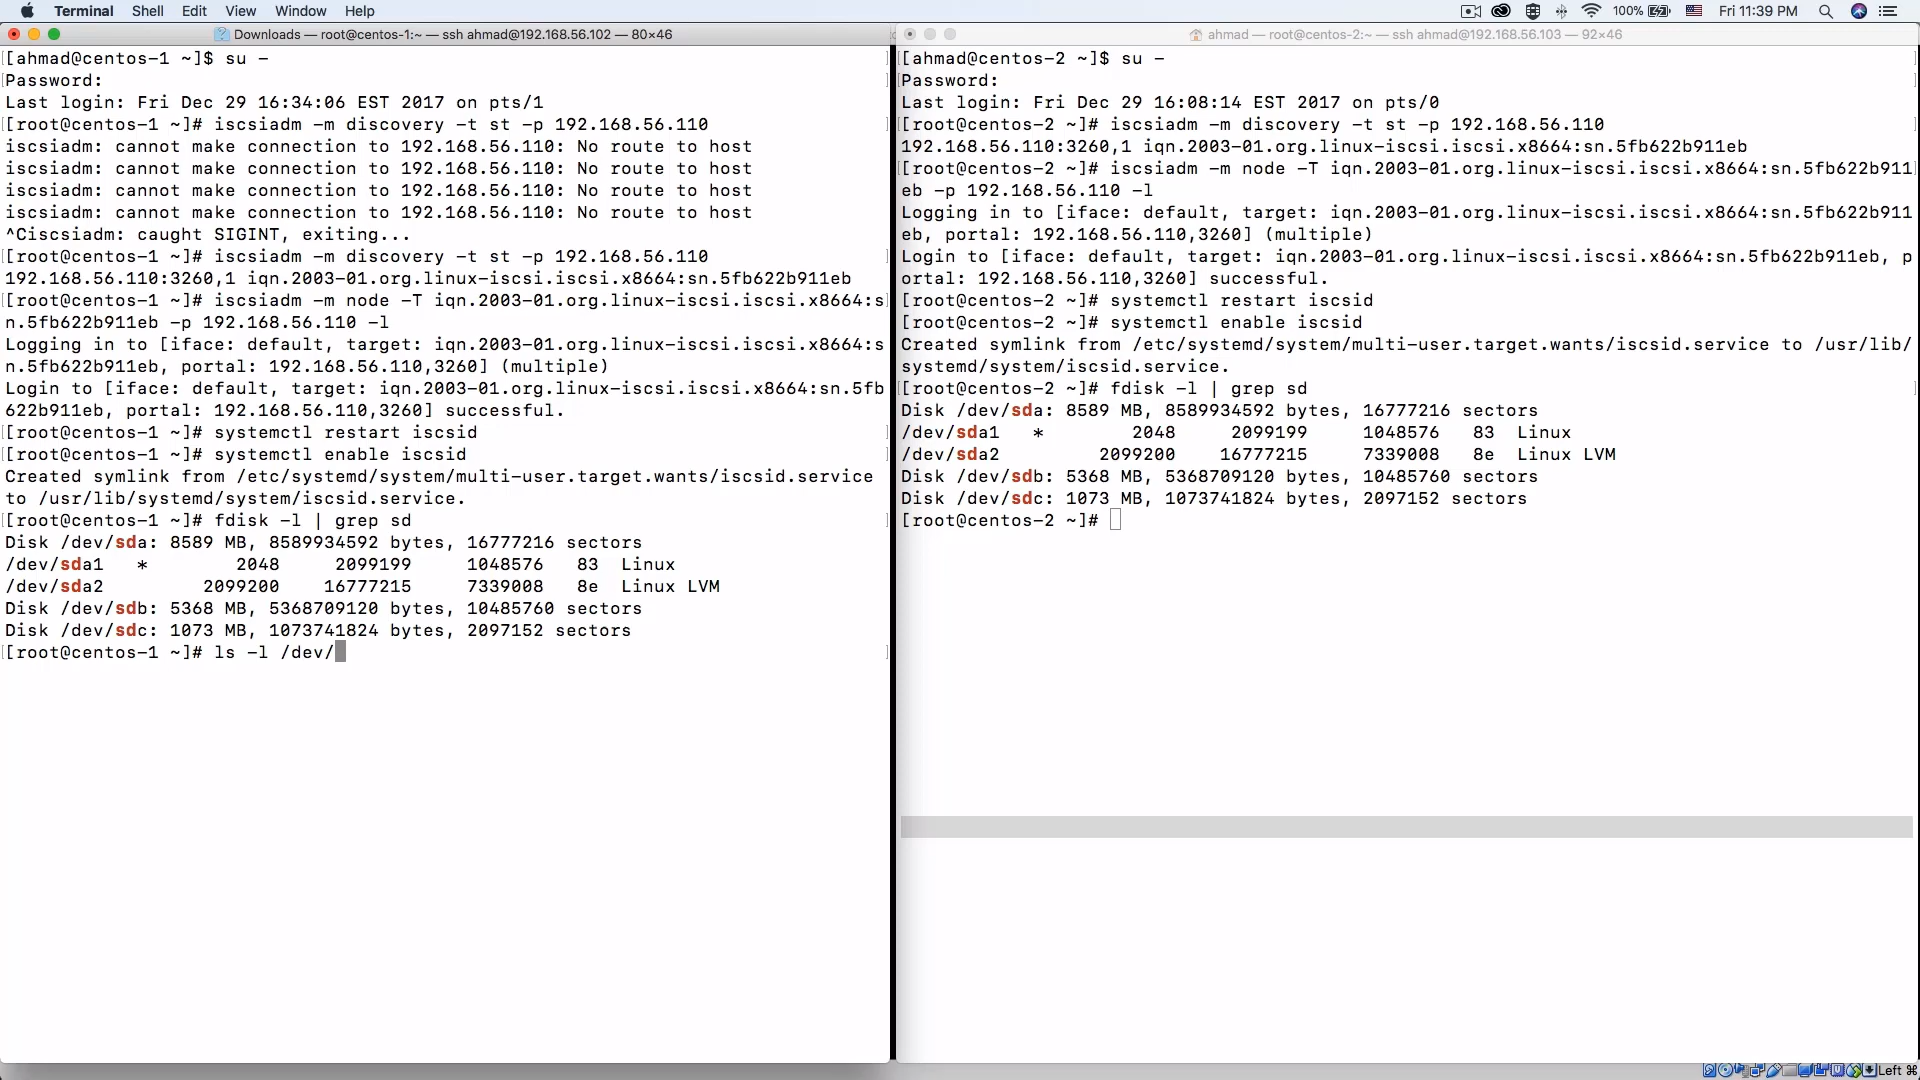 Terminal Shell Edit View Window Help 100% Fri 11:39 PM
Downloads — root@centos-1:~ — ssh ahmad@192.168.56.102 — 80×46
[ahmad@centos-1 ~]$ su -
Password:
Last login: Fri Dec 29 16:34:06 EST 2017 on pts/1
[root@centos-1 ~]# iscsiadm -m discovery -t st -p 192.168.56.110
iscsiadm: cannot make connection to 192.168.56.110: No route to host
iscsiadm: cannot make connection to 192.168.56.110: No route to host
iscsiadm: cannot make connection to 192.168.56.110: No route to host
iscsiadm: cannot make connection to 192.168.56.110: No route to host
^Ciscsiadm: caught SIGINT, exiting...
[root@centos-1 ~]# iscsiadm -m discovery -t st -p 192.168.56.110
192.168.56.110:3260,1 iqn.2003-01.org.linux-iscsi.iscsi.x8664:sn.5fb622b911eb
[root@centos-1 ~]# iscsiadm -m node -T iqn.2003-01.org.linux-iscsi.iscsi.x8664:s
n.5fb622b911eb -p 192.168.56.110 -l
Logging in to [iface: default, target: iqn.2003-01.org.linux-iscsi.iscsi.x8664:s
n.5fb622b911eb, portal: 192.168.56.110,3260] (multiple)
Login to [iface: default, target: iqn.2003-01.org.linux-iscsi.iscsi.x8664:sn.5fb
622b911eb, portal: 192.168.56.110,3260] successful.
[root@centos-1 ~]# systemctl restart iscsid
[root@centos-1 ~]# systemctl enable iscsid
Created symlink from /etc/systemd/system/multi-user.target.wants/iscsid.service
to /usr/lib/systemd/system/iscsid.service.
[root@centos-1 ~]# fdisk -l | grep sd
Disk /dev/sda: 8589 MB, 8589934592 bytes, 16777216 sectors
/dev/sda1 * 2048 2099199 1048576 83 Linux
/dev/sda2 2099200 16777215 7339008 8e Linux LVM
Disk /dev/sdb: 5368 MB, 5368709120 bytes, 10485760 sectors
Disk /dev/sdc: 1073 MB, 1073741824 bytes, 2097152 sectors
[root@centos-1 ~]# ls -l /dev/
ahmad — root@centos-2:~ — ssh ahmad@192.168.56.103 — 92×46
[ahmad@centos-2 ~]$ su -
Password:
Last login: Fri Dec 29 16:08:14 EST 2017 on pts/0
[root@centos-2 ~]# iscsiadm -m discovery -t st -p 192.168.56.110
192.168.56.110:3260,1 iqn.2003-01.org.linux-iscsi.iscsi.x8664:sn.5fb622b911eb
[root@centos-2 ~]# iscsiadm -m node -T iqn.2003-01.org.linux-iscsi.iscsi.x8664:sn.5fb622b911
eb -p 192.168.56.110 -l
Logging in to [iface: default, target: iqn.2003-01.org.linux-iscsi.iscsi.x8664:sn.5fb622b911
eb, portal: 192.168.56.110,3260] (multiple)
Login to [iface: default, target: iqn.2003-01.org.linux-iscsi.iscsi.x8664:sn.5fb622b911eb, p
ortal: 192.168.56.110,3260] successful.
[root@centos-2 ~]# systemctl restart iscsid
[root@centos-2 ~]# systemctl enable iscsid
Created symlink from /etc/systemd/system/multi-user.target.wants/iscsid.service to /usr/lib/
systemd/system/iscsid.service.
[root@centos-2 ~]# fdisk -l | grep sd
Disk /dev/sda: 8589 MB, 8589934592 bytes, 16777216 sectors
/dev/sda1 * 2048 2099199 1048576 83 Linux
/dev/sda2 2099200 16777215 7339008 8e Linux LVM
Disk /dev/sdb: 5368 MB, 5368709120 bytes, 10485760 sectors
Disk /dev/sdc: 1073 MB, 1073741824 bytes, 2097152 sectors
[root@centos-2 ~]#
Left ⌘